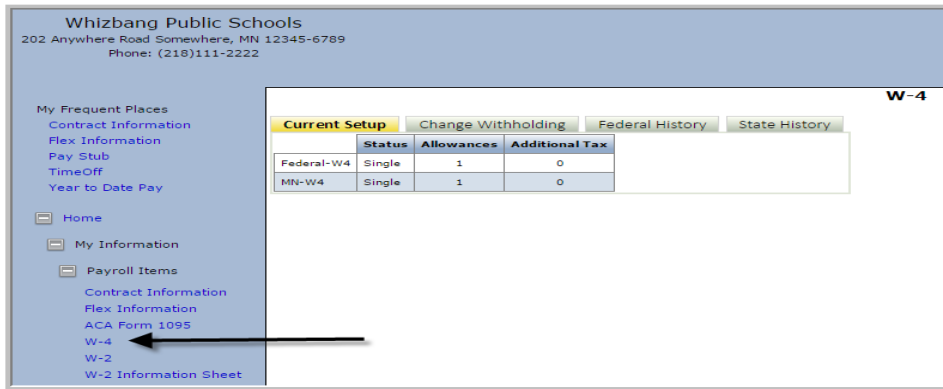 Whizbang Public Schools
202 Anywhere Road Somewhere, MN 12345-6789
Phone: (218)111-2222
My Frequent Places
Contract Information
Flex Information
Pay Stub
TimeOff
Year to Date Pay
Home
My Information
Payroll Items
Contract Information
Flex Information
ACA Form 1095
W-4
W-2
W-2 Information Sheet
W-4
Current Setup Change Withholding Federal History State History
Status Allowances Additional Tax
Federal-W4 Single 1 0
MN-W4 Single 1 0